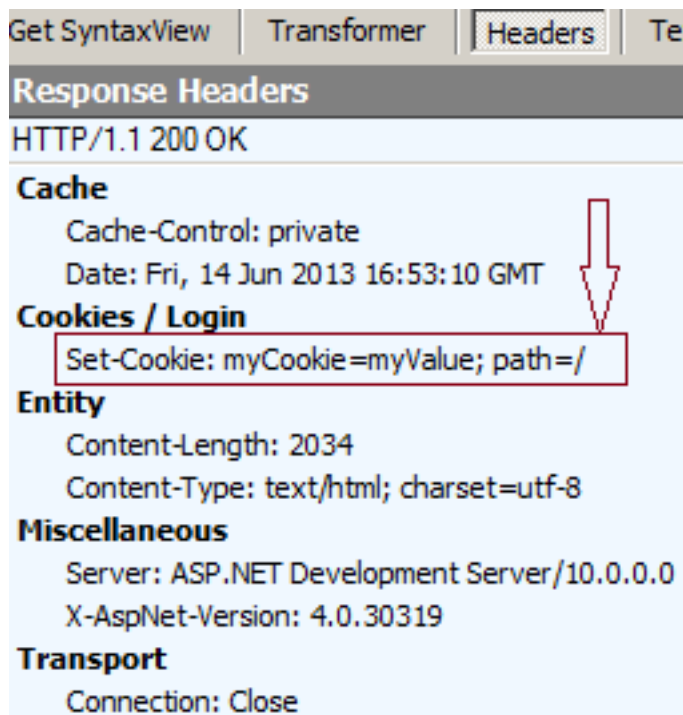 Get SyntaxView Transformer Headers Te
Response Headers
HTTP/1.1 200 OK
Cache
Cache-Control: private
Date: Fri, 14 Jun 2013 16:53:10 GMT
Cookies / Login
Set-Cookie: myCookie=myValue; path=/
Entity
Content-Length: 2034
Content-Type: text/html; charset=utf-8
Miscellaneous
Server: ASP.NET Development Server/10.0.0.0
X-AspNet-Version: 4.0.30319
Transport
Connection: Close